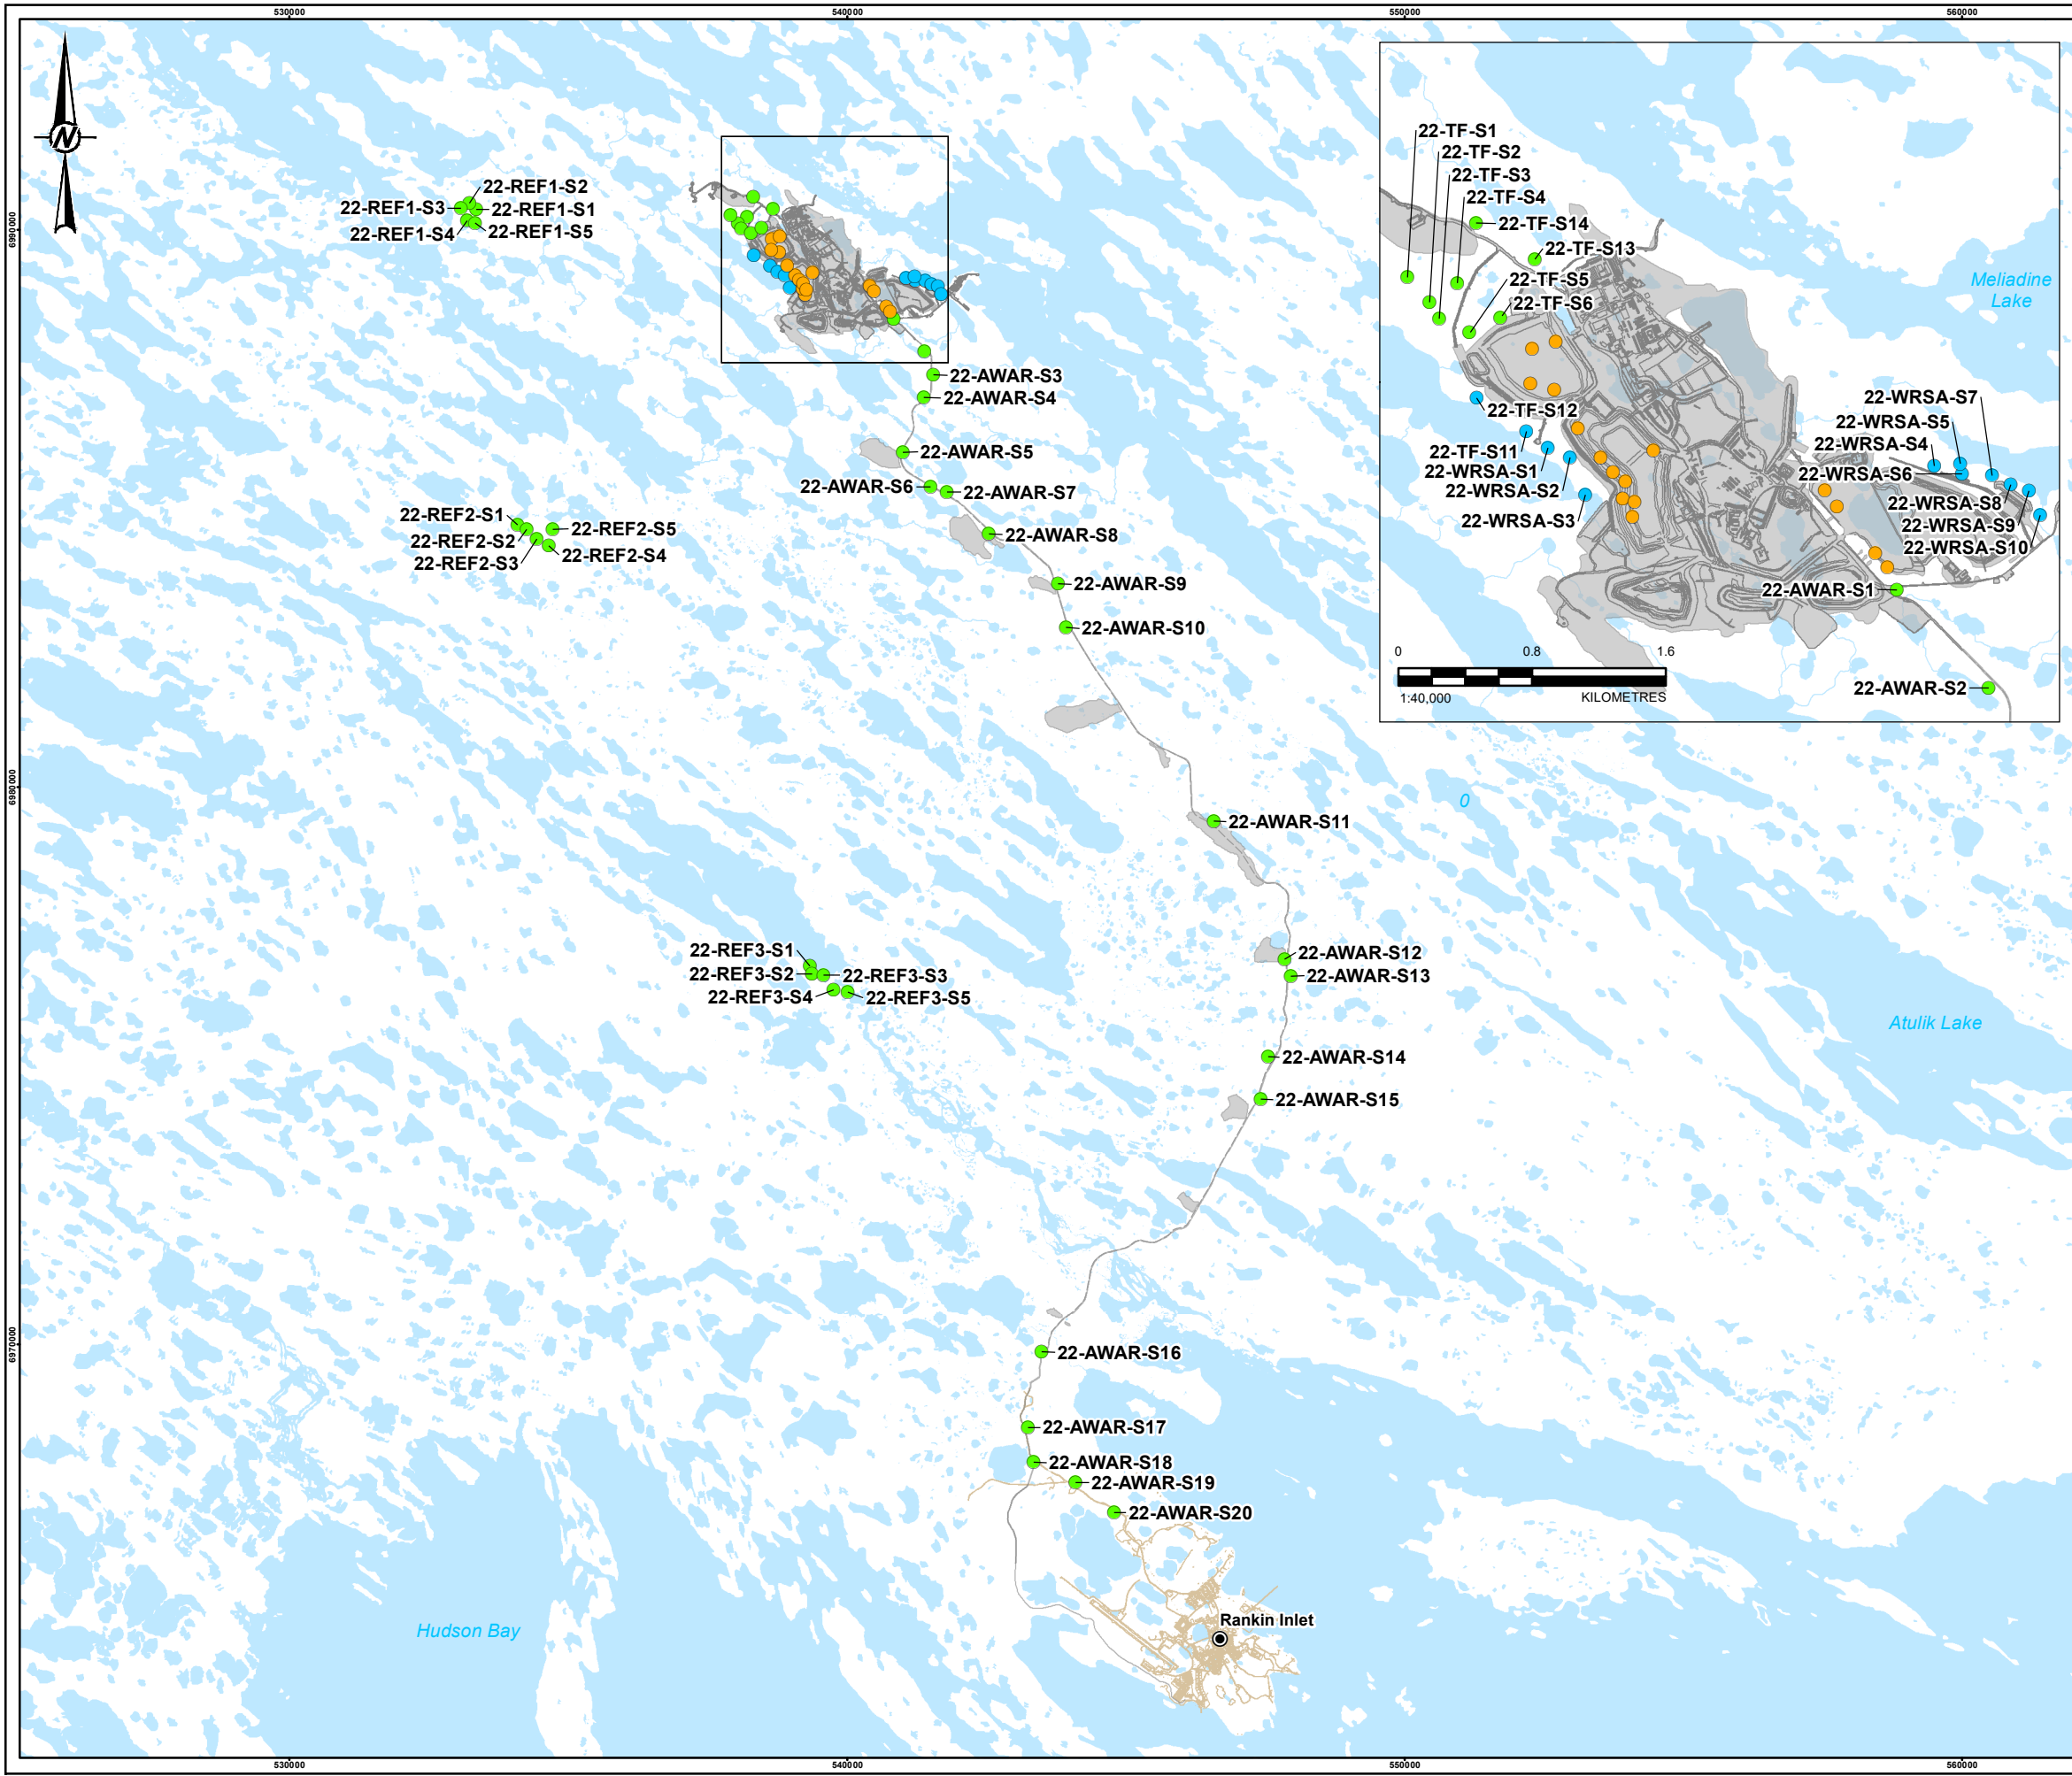 530000
540000
550000
560000
6990000
6980000
6970000
N
22-REF1-S2
22-REF1-S3
22-REF1-S1
22-REF1-S4
22-REF1-S5
22-AWAR-S3
22-AWAR-S4
22-AWAR-S5
22-AWAR-S6
22-AWAR-S7
22-REF2-S1
22-REF2-S5
22-REF2-S2
22-REF2-S4
22-REF2-S3
22-AWAR-S8
22-AWAR-S9
22-AWAR-S10
22-AWAR-S11
22-REF3-S1
22-REF3-S2
22-REF3-S3
22-REF3-S4
22-REF3-S5
22-AWAR-S12
22-AWAR-S13
22-AWAR-S14
22-AWAR-S15
22-AWAR-S16
22-AWAR-S17
22-AWAR-S18
22-AWAR-S19
22-AWAR-S20
Rankin Inlet
Hudson Bay
Atulik Lake
0
22-TF-S1
22-TF-S2
22-TF-S3
22-TF-S4
22-TF-S14
22-TF-S13
22-TF-S5
22-TF-S6
Meliadine
Lake
22-TF-S12
22-TF-S11
22-WRSA-S1
22-WRSA-S2
22-WRSA-S3
22-WRSA-S7
22-WRSA-S5
22-WRSA-S4
22-WRSA-S6
22-WRSA-S8
22-WRSA-S9
22-WRSA-S10
22-AWAR-S1
22-AWAR-S2
0 0.8 1.6
1:40,000 KILOMETRES
530000
540000
550000
560000